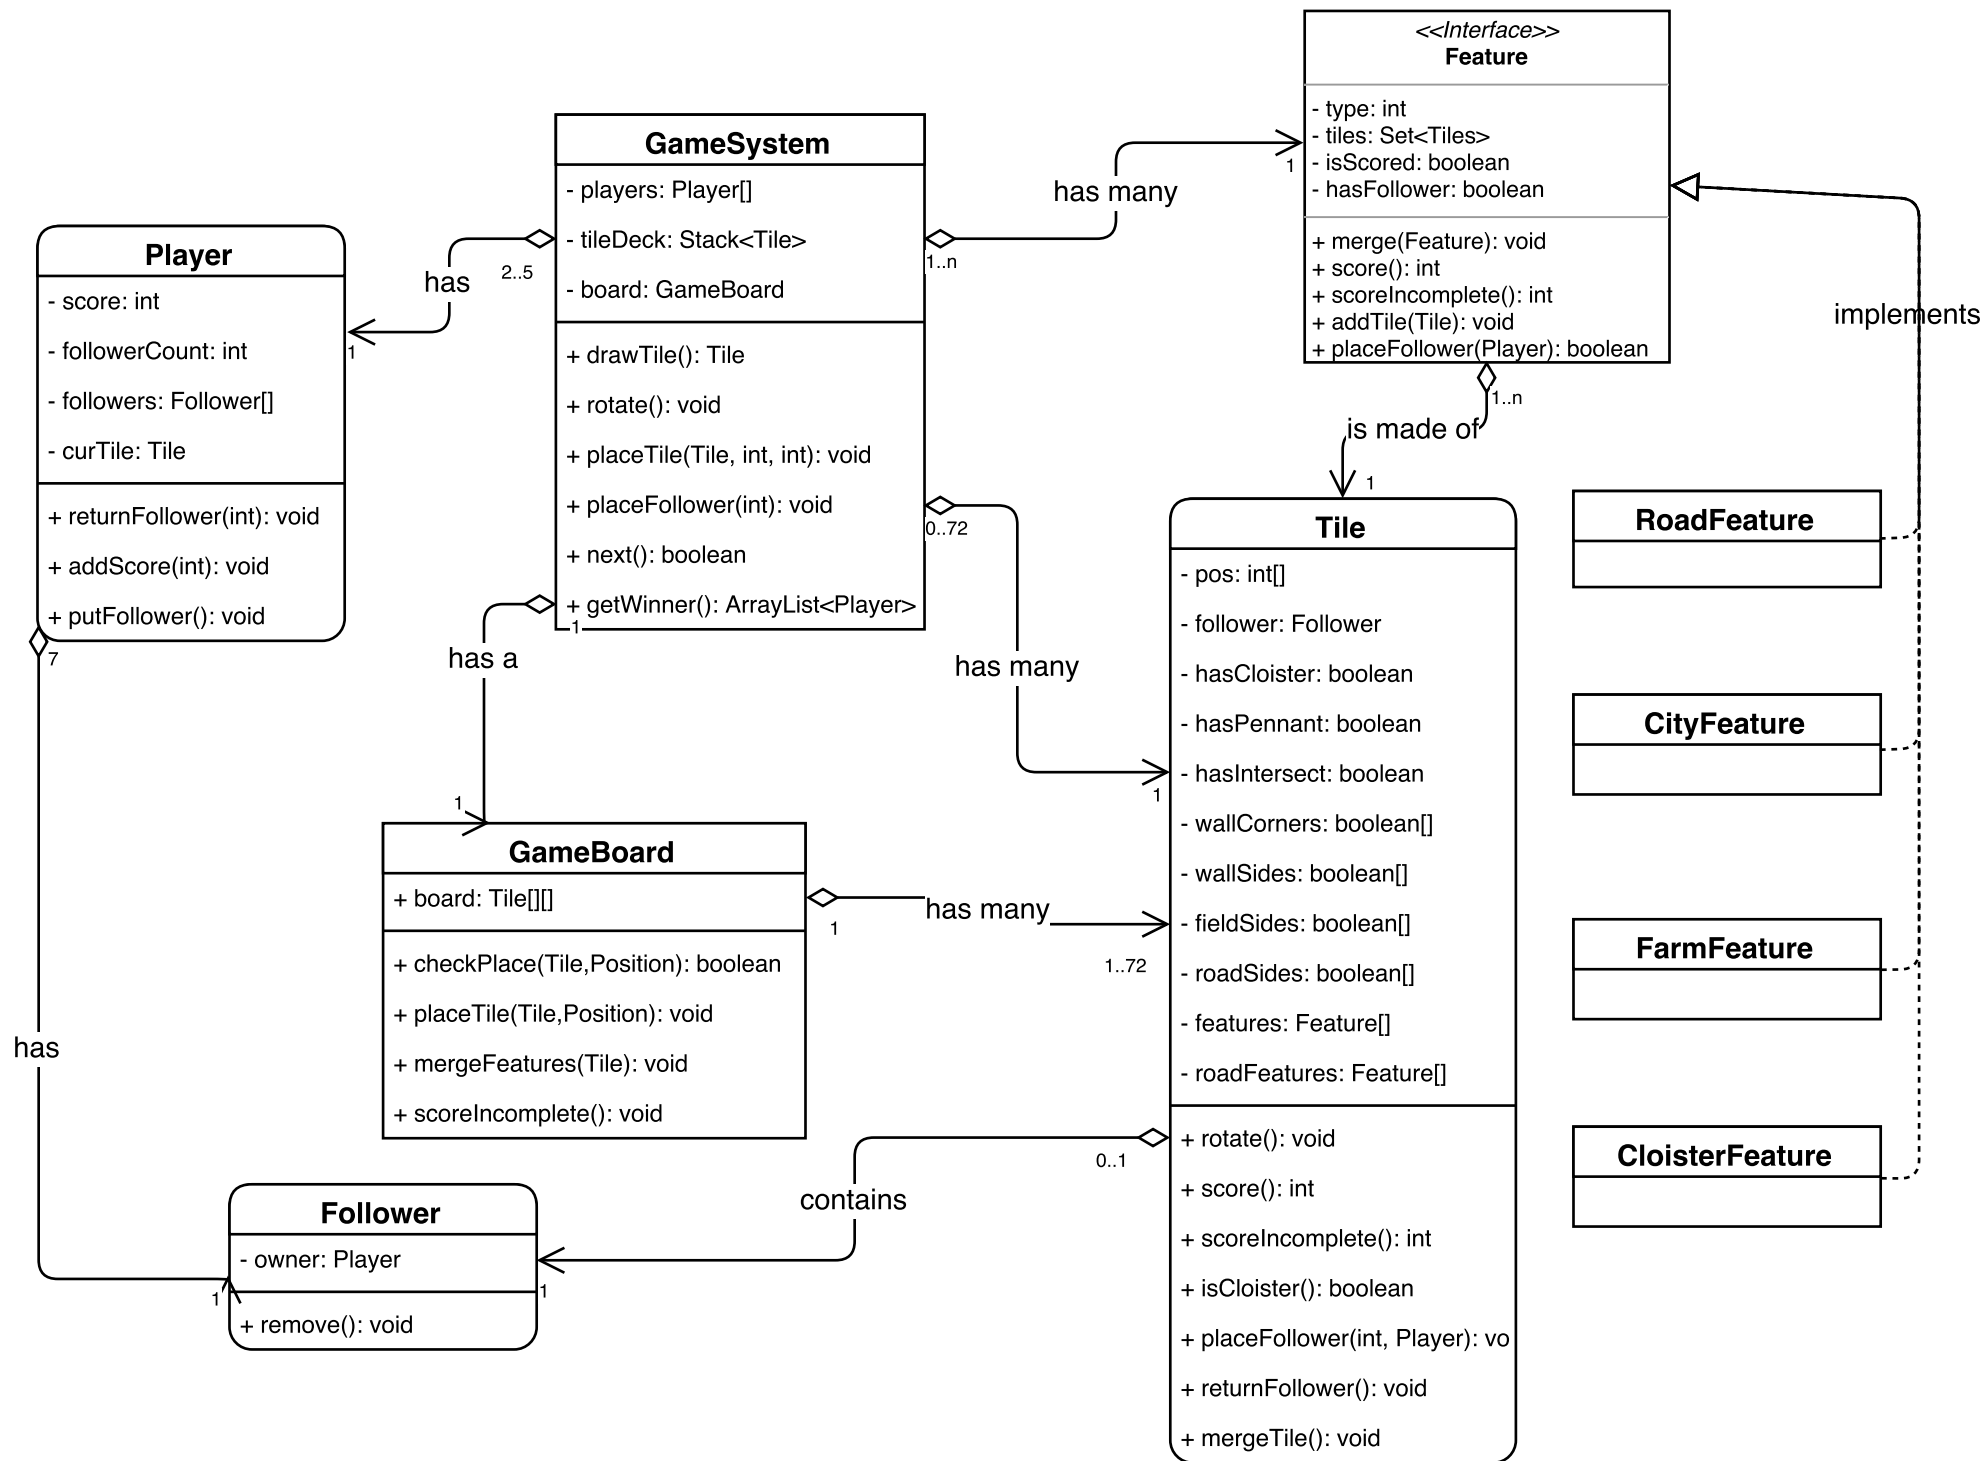 <<Interface>>
Feature
- type: int
- tiles: Set<Tiles>
- isScored: boolean
- hasFollower: boolean
+ merge(Feature): void
+ score(): int
+ scoreIncomplete(): int
+ addTile(Tile): void
+ placeFollower(Player): boolean
GameSystem
- players: Player[]
- tileDeck: Stack<Tile>
- board: GameBoard
+ drawTile(): Tile
+ rotate(): void
+ placeTile(Tile, int, int): void
+ placeFollower(int): void
+ next(): boolean
+ getWinner(): ArrayList<Player>
has many
1
1..n
Player
- score: int
- followerCount: int
- followers: Follower[]
- curTile: Tile
+ returnFollower(int): void
+ addScore(int): void
+ putFollower(): void
has
2..5
1
implements
1..n
is made of
1
RoadFeature
CityFeature
FarmFeature
CloisterFeature
Tile
- pos: int[]
- follower: Follower
- hasCloister: boolean
- hasPennant: boolean
- hasIntersect: boolean
- wallCorners: boolean[]
- wallSides: boolean[]
- fieldSides: boolean[]
- roadSides: boolean[]
- features: Feature[]
- roadFeatures: Feature[]
+ rotate(): void
+ score(): int
+ scoreIncomplete(): int
+ isCloister(): boolean
+ placeFollower(int, Player): vo
+ returnFollower(): void
+ mergeTile(): void
0..72
has many
1
1
has a
1
GameBoard
+ board: Tile[][]
+ checkPlace(Tile,Position): boolean
+ placeTile(Tile,Position): void
+ mergeFeatures(Tile): void
+ scoreIncomplete(): void
has many
1
1..72
7
has
1
Follower
- owner: Player
+ remove(): void
0..1
contains
1